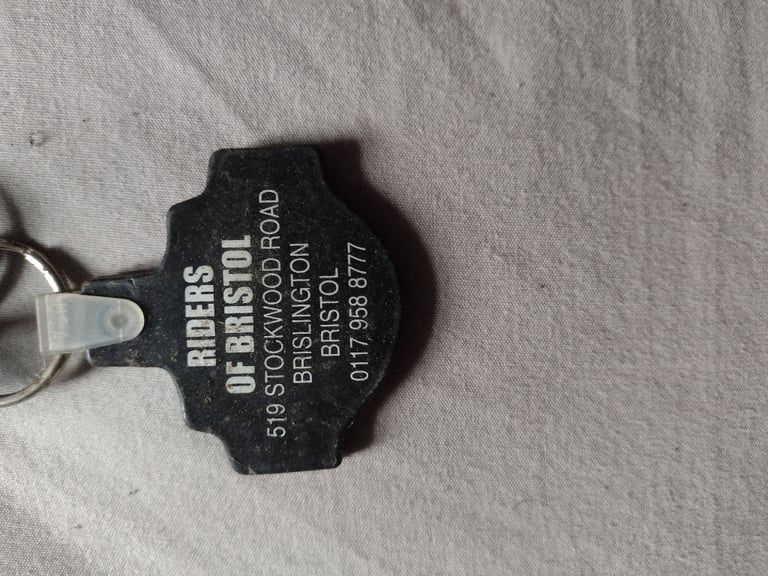 RIDERS
OF BRISTOL
519 STOCKWOOD ROAD
BRISLINGTON
BRISTOL
0117 958 8777